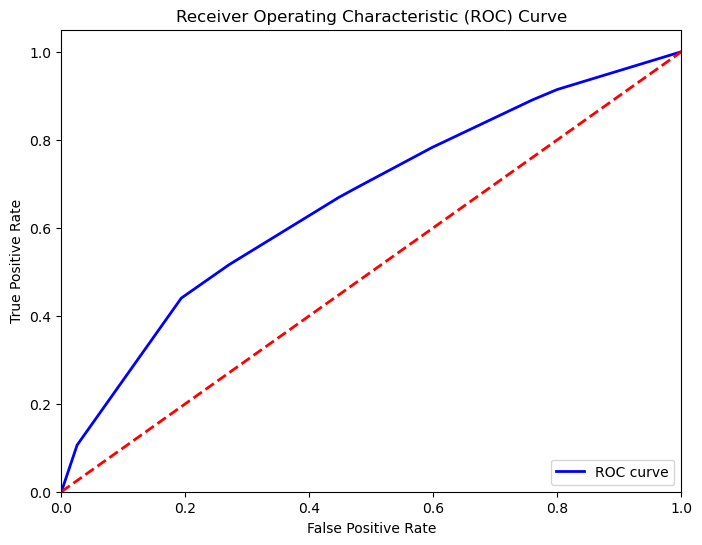 Receiver Operating Characteristic (ROC) Curve
1.0
0.8
0.6
0.4
0.2
0.0
True Positive Rate
ROC curve
0.0 0.2 0.4 0.6 0.8 1.0
False Positive Rate